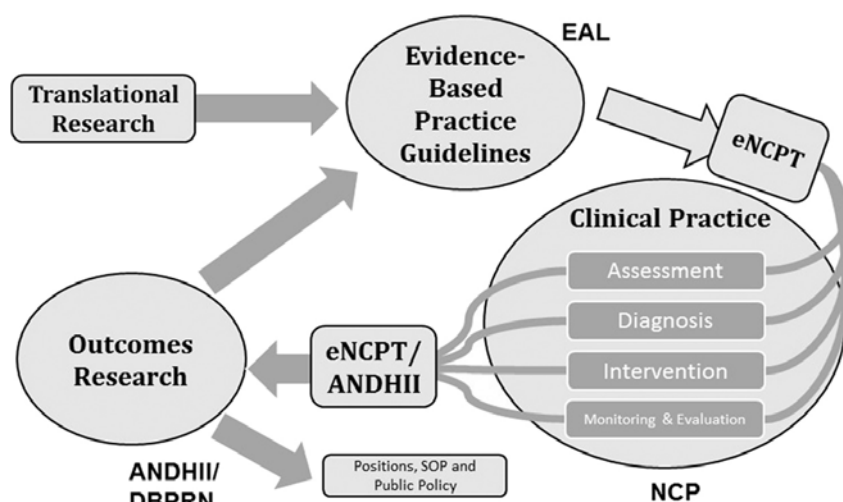 EAL
Evidence-
Based
Practice
Guidelines
Translational
Research
eNCPT
Clinical Practice
Assessment
Diagnosis
Intervention
Monitoring & Evaluation
NCP
eNCPT/
ANDHII
Outcomes
Research
ANDHII/
DBPRN
Positions, SOP and
Public Policy